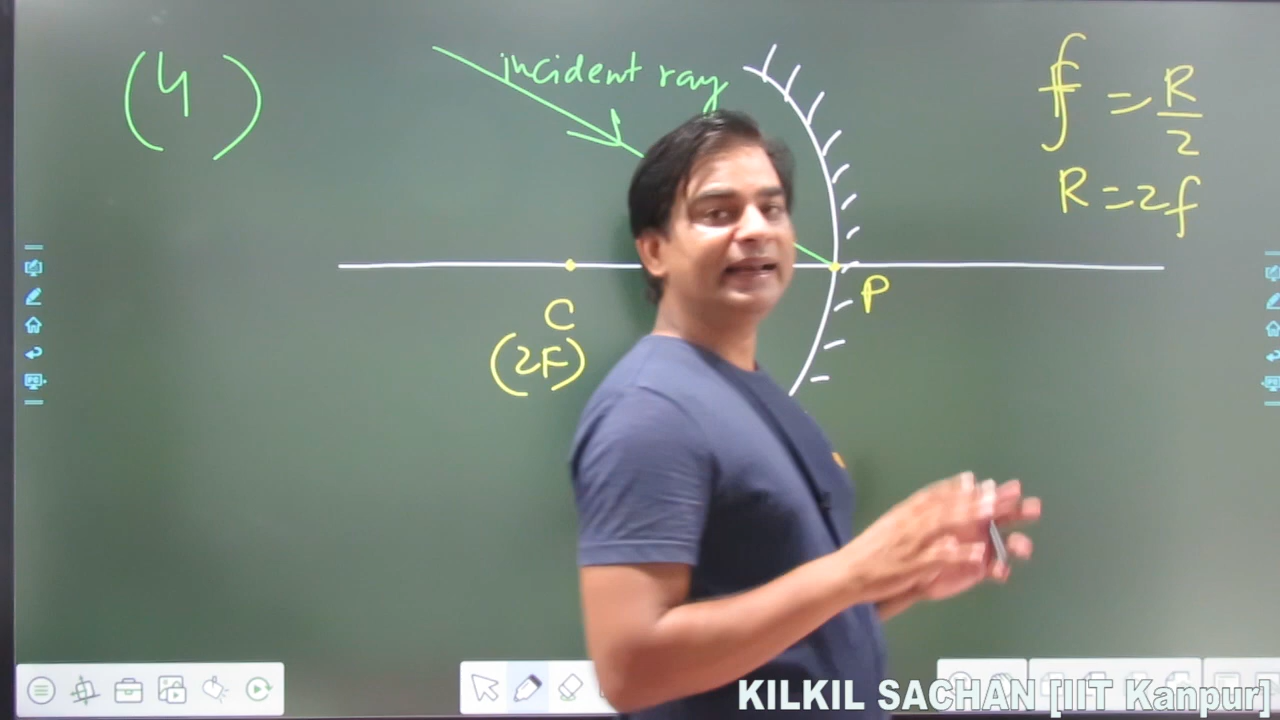 (4)
incident ray
f = R/2
R = 2f
P
C
(2F)
KILKIL SACHAN [IIT Kanpur]